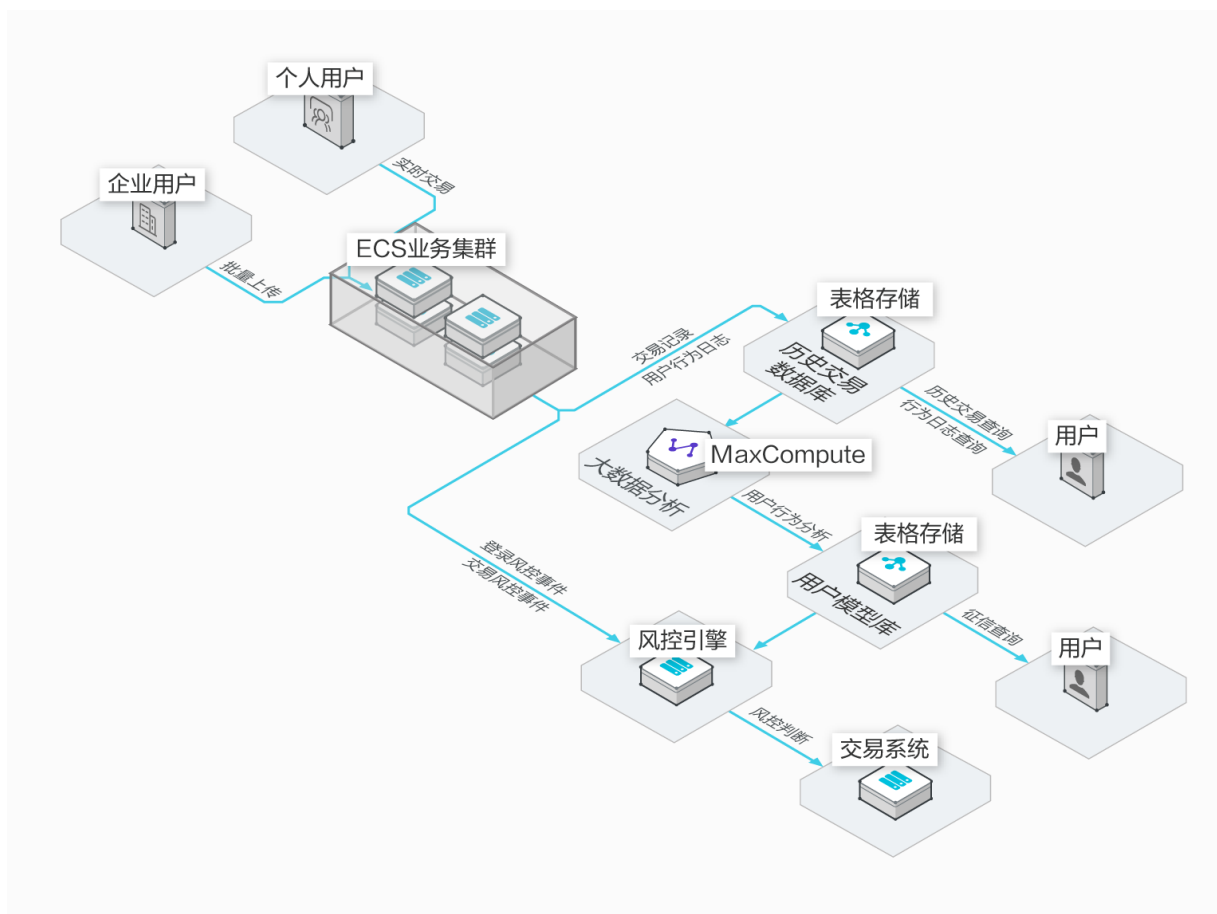 个人用户
实时交易
企业用户
批量上传
ECS业务集群
表格存储
历史交易
数据库
交易记录
用户行为日志
历史交易查询
行为日志查询
用户
MaxCompute
大数据分析
用户行为分析
表格存储
用户模型库
登录风控事件
交易风控事件
征信查询
用户
风控引擎
风控判断
交易系统